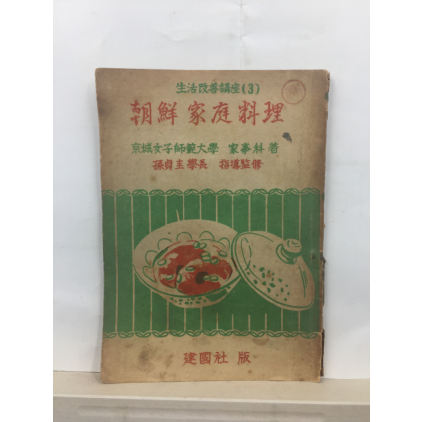 生活改善講座(3)
朝鮮 家庭料理
京城女子師範大學 家事科 著
孫貞圭學長 指導監修
建國社 版